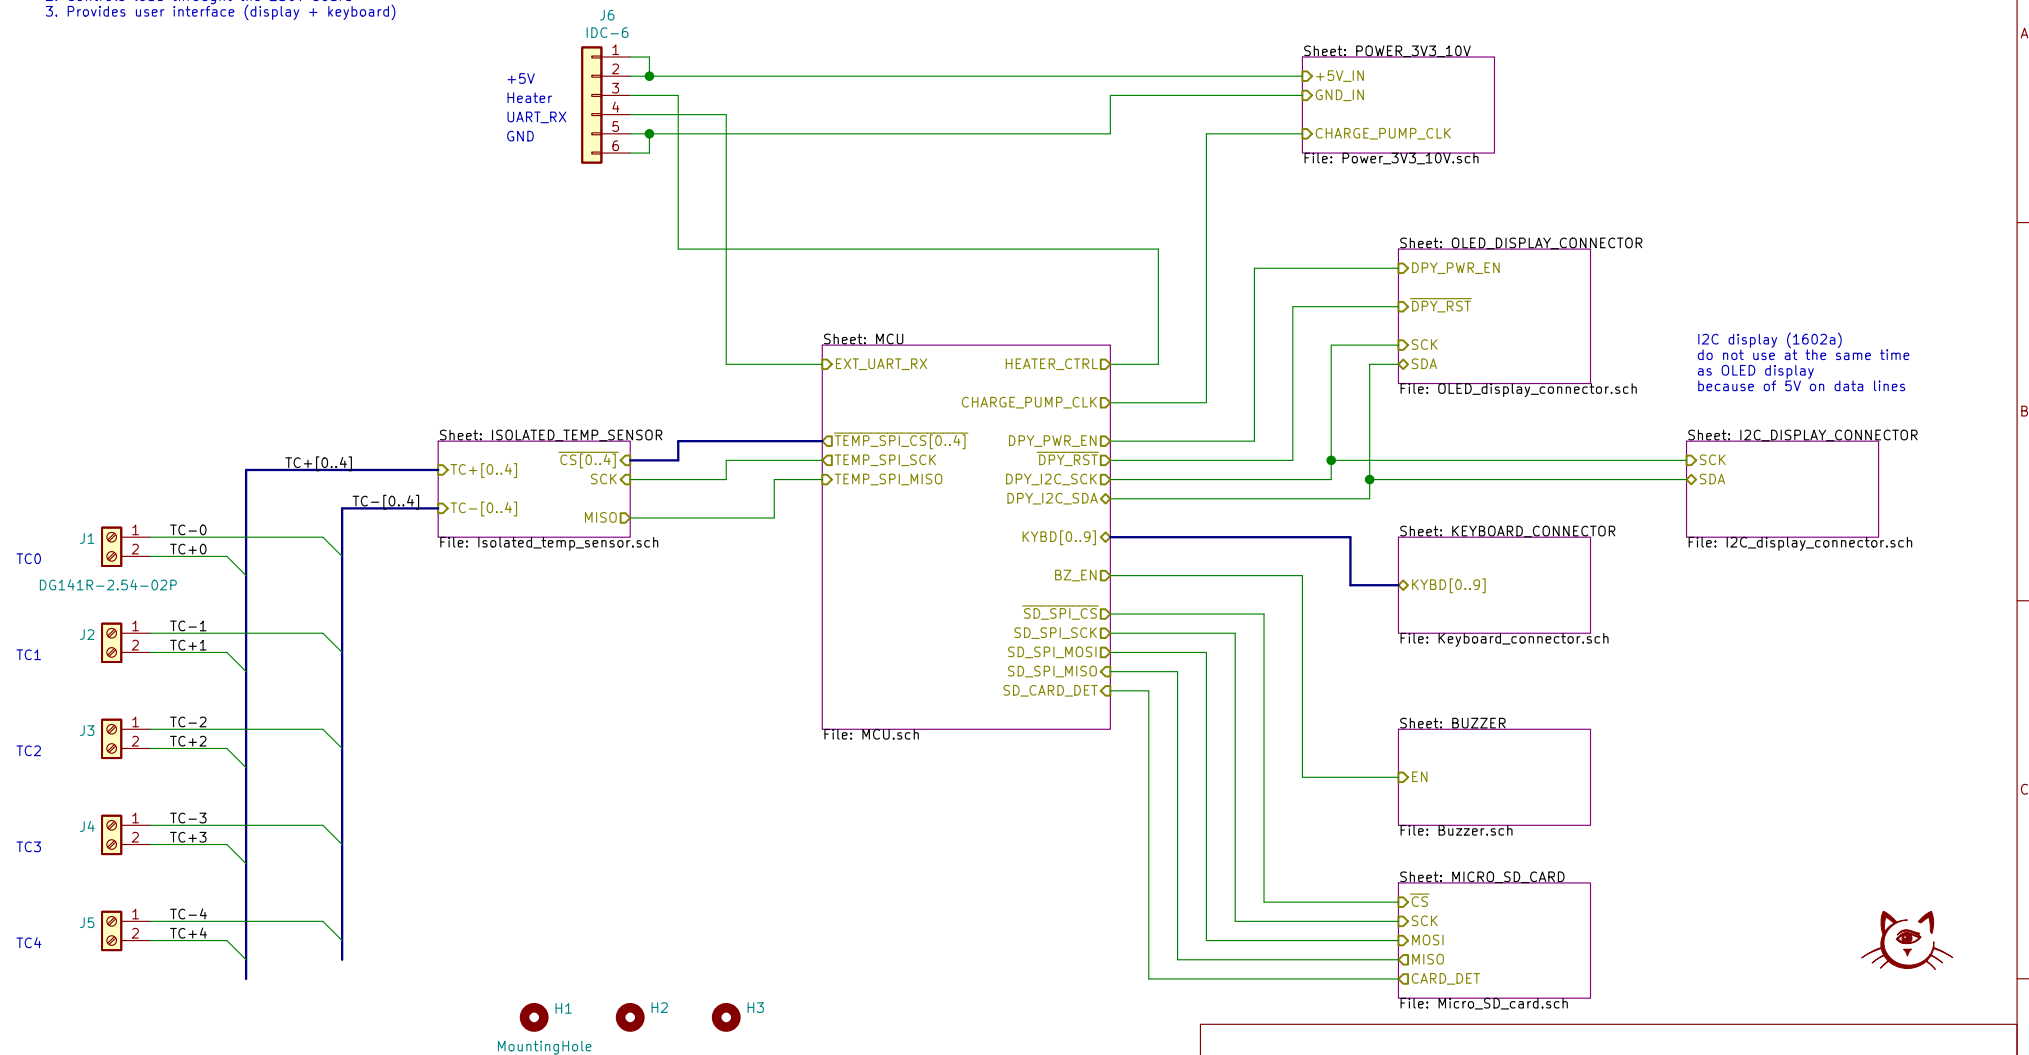 3. Provides user interface (display + keyboard)
J6
IDC-6
1
2
3
4
5
6
+5V
Heater
UART_RX
GND
Sheet: POWER_3V3_10V
+5V_IN
GND_IN
CHARGE_PUMP_CLK
File: Power_3V3_10V.sch
A
Sheet: OLED_DISPLAY_CONNECTOR
DPY_PWR_EN
DPY_RST
SCK
SDA
File: OLED_display_connector.sch
I2C display (1602a)
do not use at the same time
as OLED display
because of 5V on data lines
B
Sheet: MCU
EXT_UART_RX
TEMP_SPI_CS[0..4]
TEMP_SPI_SCK
TEMP_SPI_MISO
HEATER_CTRL
CHARGE_PUMP_CLK
DPY_PWR_EN
DPY_RST
DPY_I2C_SCK
DPY_I2C_SDA
KYBD[0..9]
BZ_EN
SD_SPI_CS
SD_SPI_SCK
SD_SPI_MOSI
SD_SPI_MISO
SD_CARD_DET
File: MCU.sch
Sheet: ISOLATED_TEMP_SENSOR
TC+[0..4]
TC-[0..4]
CS[0..4]
SCK
MISO
File: Isolated_temp_sensor.sch
TC+[0..4]
TC-[0..4]
Sheet: I2C_DISPLAY_CONNECTOR
SCK
SDA
File: I2C_display_connector.sch
Sheet: KEYBOARD_CONNECTOR
KYBD[0..9]
File: Keyboard_connector.sch
TC0
J1
1
2
TC-0
TC+0
DG141R-2.54-02P
TC1
J2
1
2
TC-1
TC+1
TC2
J3
1
2
TC-2
TC+2
TC3
J4
1
2
TC-3
TC+3
TC4
J5
1
2
TC-4
TC+4
Sheet: BUZZER
EN
File: Buzzer.sch
C
Sheet: MICRO_SD_CARD
CS
SCK
MOSI
MISO
CARD_DET
File: Micro_SD_card.sch
H1
H2
H3
MountingHole